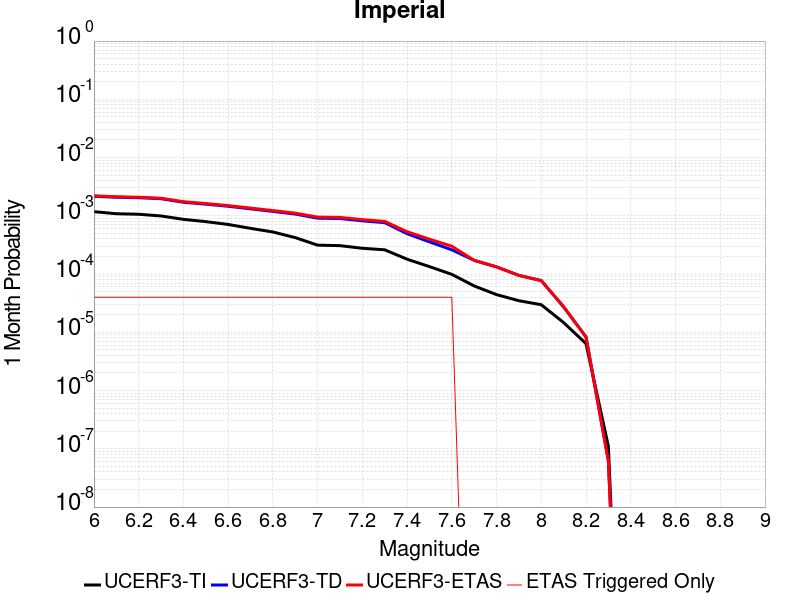 Imperial
10 0
10 -1
10 -2
10 -3
10 -4
10 -5
10 -6
10 -7
10 -8
1 Month Probability
6 6.2 6.4 6.6 6.8 7 7.2 7.4 7.6 7.8 8 8.2 8.4 8.6 8.8 9
Magnitude
UCERF3-TI UCERF3-TD UCERF3-ETAS ETAS Triggered Only